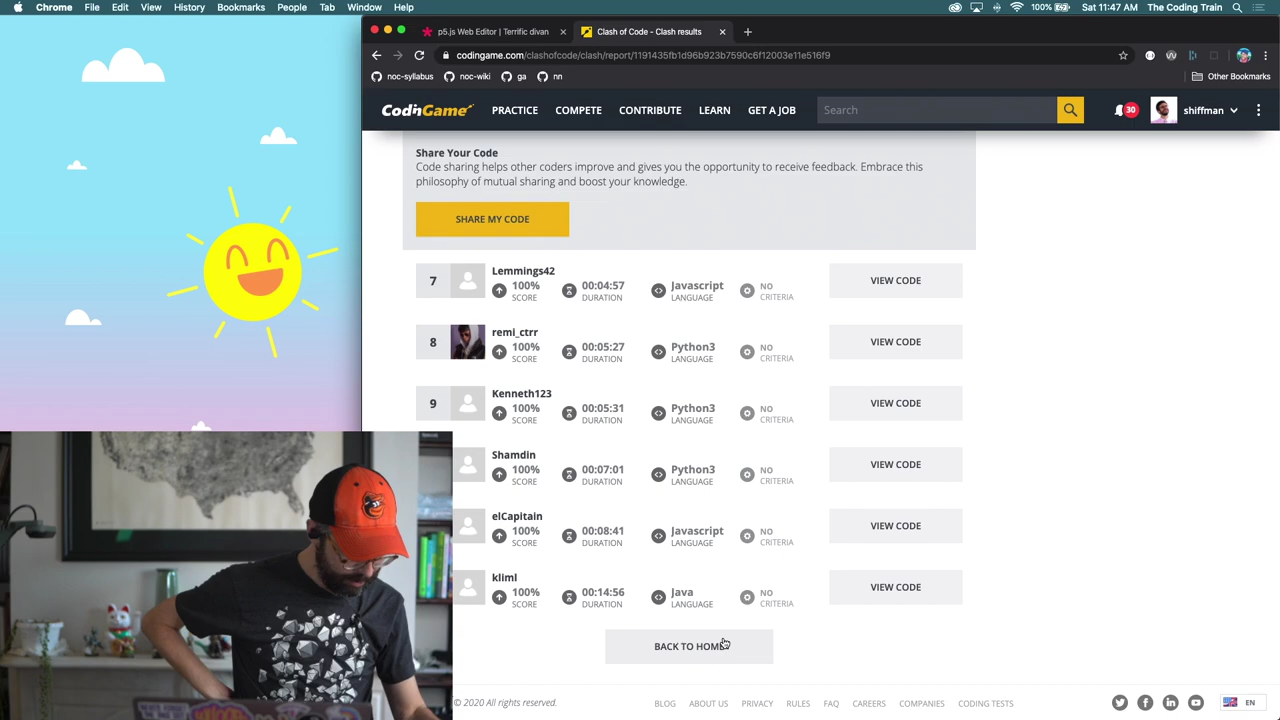 Chrome File Edit View History Bookmarks People Tab Window Help
100% Sat 11:47 AM The Coding Train
p5.js Web Editor | Terrific divan
Clash of Code - Clash results
codingame.com/clashofcode/clash/report/1191435fb1d96b923b7590c6f12003e11e516f9
noc-syllabus noc-wiki ga nn Other Bookmarks
CodinGame PRACTICE COMPETE CONTRIBUTE LEARN GET A JOB Search 30 shiffman
Share Your Code
Code sharing helps other coders improve and gives you the opportunity to receive feedback. Embrace this
philosophy of mutual sharing and boost your knowledge.
SHARE MY CODE
Lemmings42
7 100% 00:04:57 Javascript NO VIEW CODE
SCORE DURATION LANGUAGE CRITERIA
remi_ctrr
8 100% 00:05:27 Python3 NO VIEW CODE
SCORE DURATION LANGUAGE CRITERIA
Kenneth123
9 100% 00:05:31 Python3 NO VIEW CODE
SCORE DURATION LANGUAGE CRITERIA
Shamdin
100% 00:07:01 Python3 NO VIEW CODE
SCORE DURATION LANGUAGE CRITERIA
elCapitain
100% 00:08:41 Javascript NO VIEW CODE
SCORE DURATION LANGUAGE CRITERIA
kliml
100% 00:14:56 Java NO VIEW CODE
SCORE DURATION LANGUAGE CRITERIA
BACK TO HOME
© 2020 All rights reserved. BLOG ABOUT US PRIVACY RULES FAQ CAREERS COMPANIES CODING TESTS EN